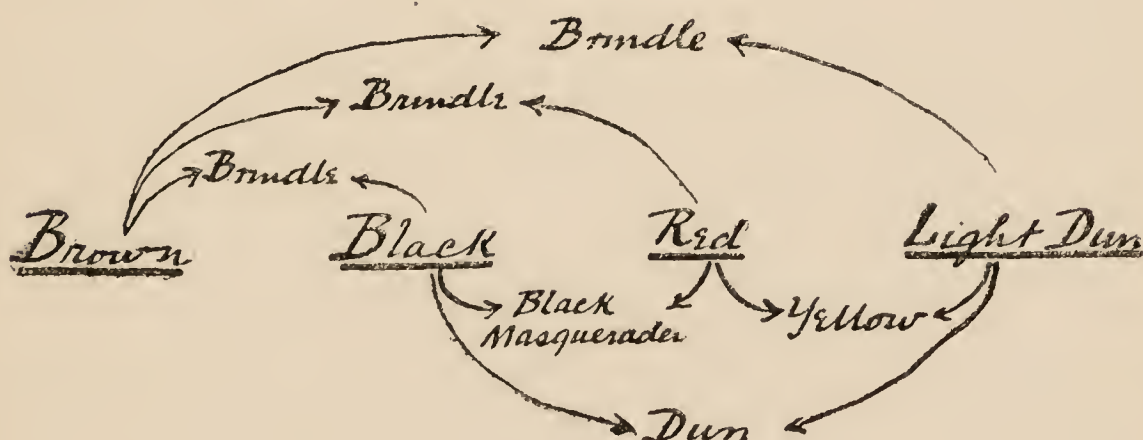 Brindle
Brindle
Brindle
Brown Black Red Light Dun
Black
Masquerader
Yellow
Dun